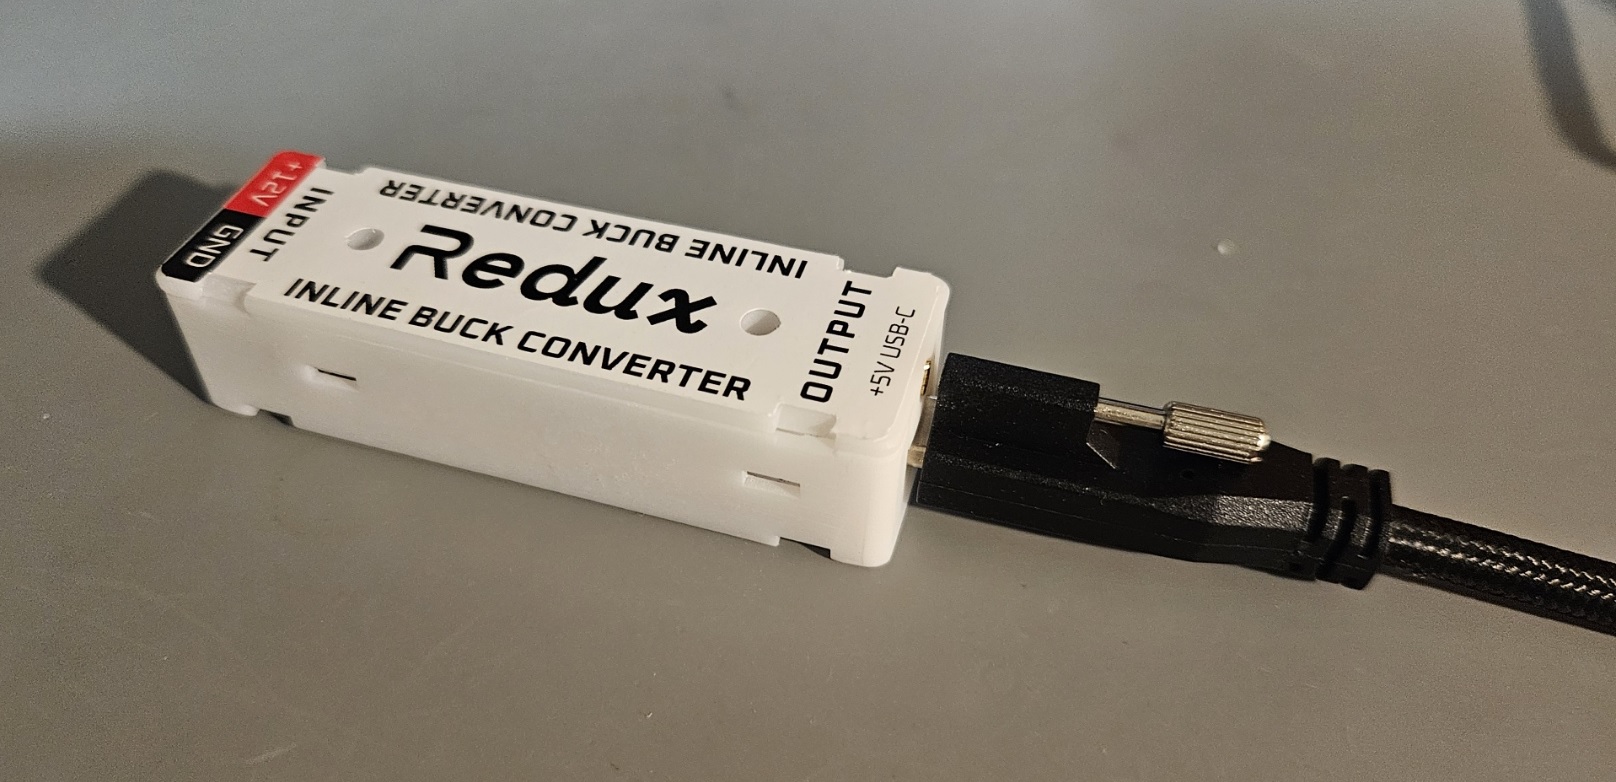 +12V
GND
INPUT
INLINE BUCK CONVERTER
Redux
INLINE BUCK CONVERTER
OUTPUT
+5V USB-C